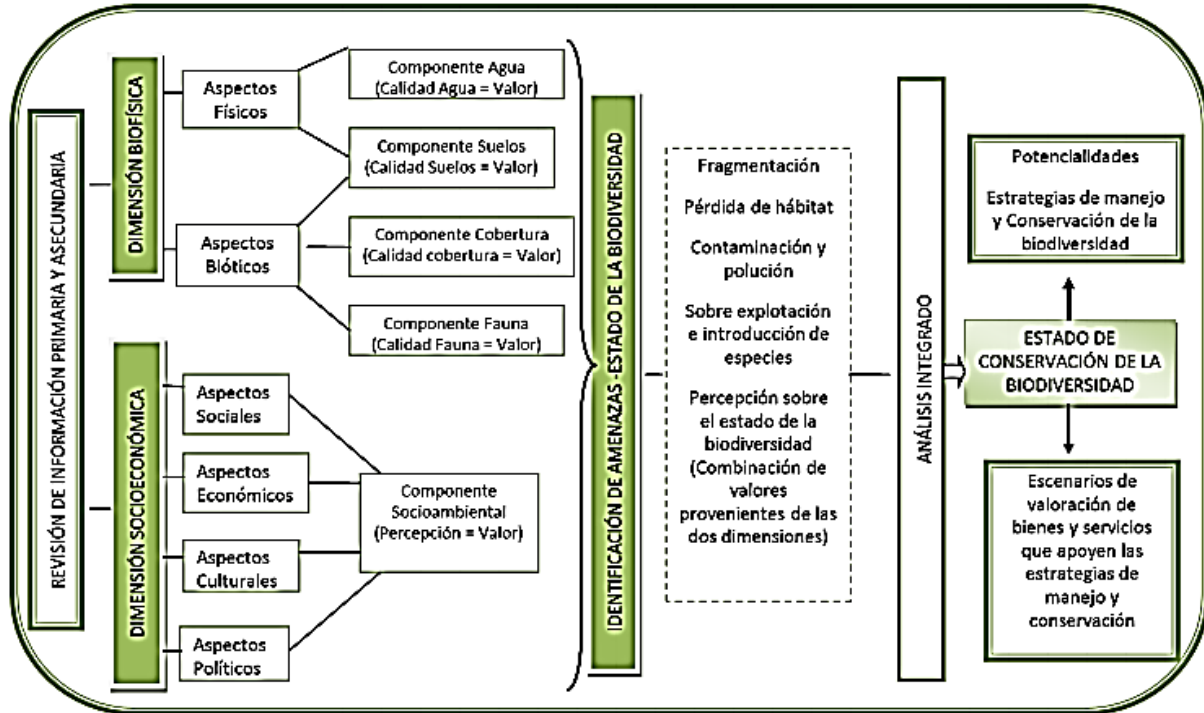 REVISIÓN DE INFORMACIÓN PRIMARIA Y ASECUNDARIA
DIMENSIÓN BIOFÍSICA
Aspectos
Físicos
Componente Agua
(Calidad Agua = Valor)
Componente Suelos
(Calidad Suelos = Valor)
Aspectos
Bióticos
Componente Cobertura
(Calidad cobertura = Valor)
Componente Fauna
(Calidad Fauna = Valor)
DIMENSIÓN SOCIOECONÓMICA
Aspectos
Sociales
Aspectos
Económicos
Aspectos
Culturales
Aspectos
Políticos
Componente
Socioambiental
(Percepción = Valor)
IDENTIFICACIÓN DE AMENAZAS -ESTADO DE LA BIODIVERSIDAD
Fragmentación
Pérdida de hábitat
Contaminación y
polución
Sobre explotación
e introducción de
especies
Percepción sobre
el estado de la
biodiversidad
(Combinación de
valores
provenientes de las
dos dimensiones)
ANÁLISIS INTEGRADO
Potencialidades
Estrategias de manejo
y Conservación de la
biodiversidad
ESTADO DE
CONSERVACIÓN DE LA
BIODIVERSIDAD
Escenarios de
valoración de
bienes y servicios
que apoyen las
estrategias de
manejo y
conservación